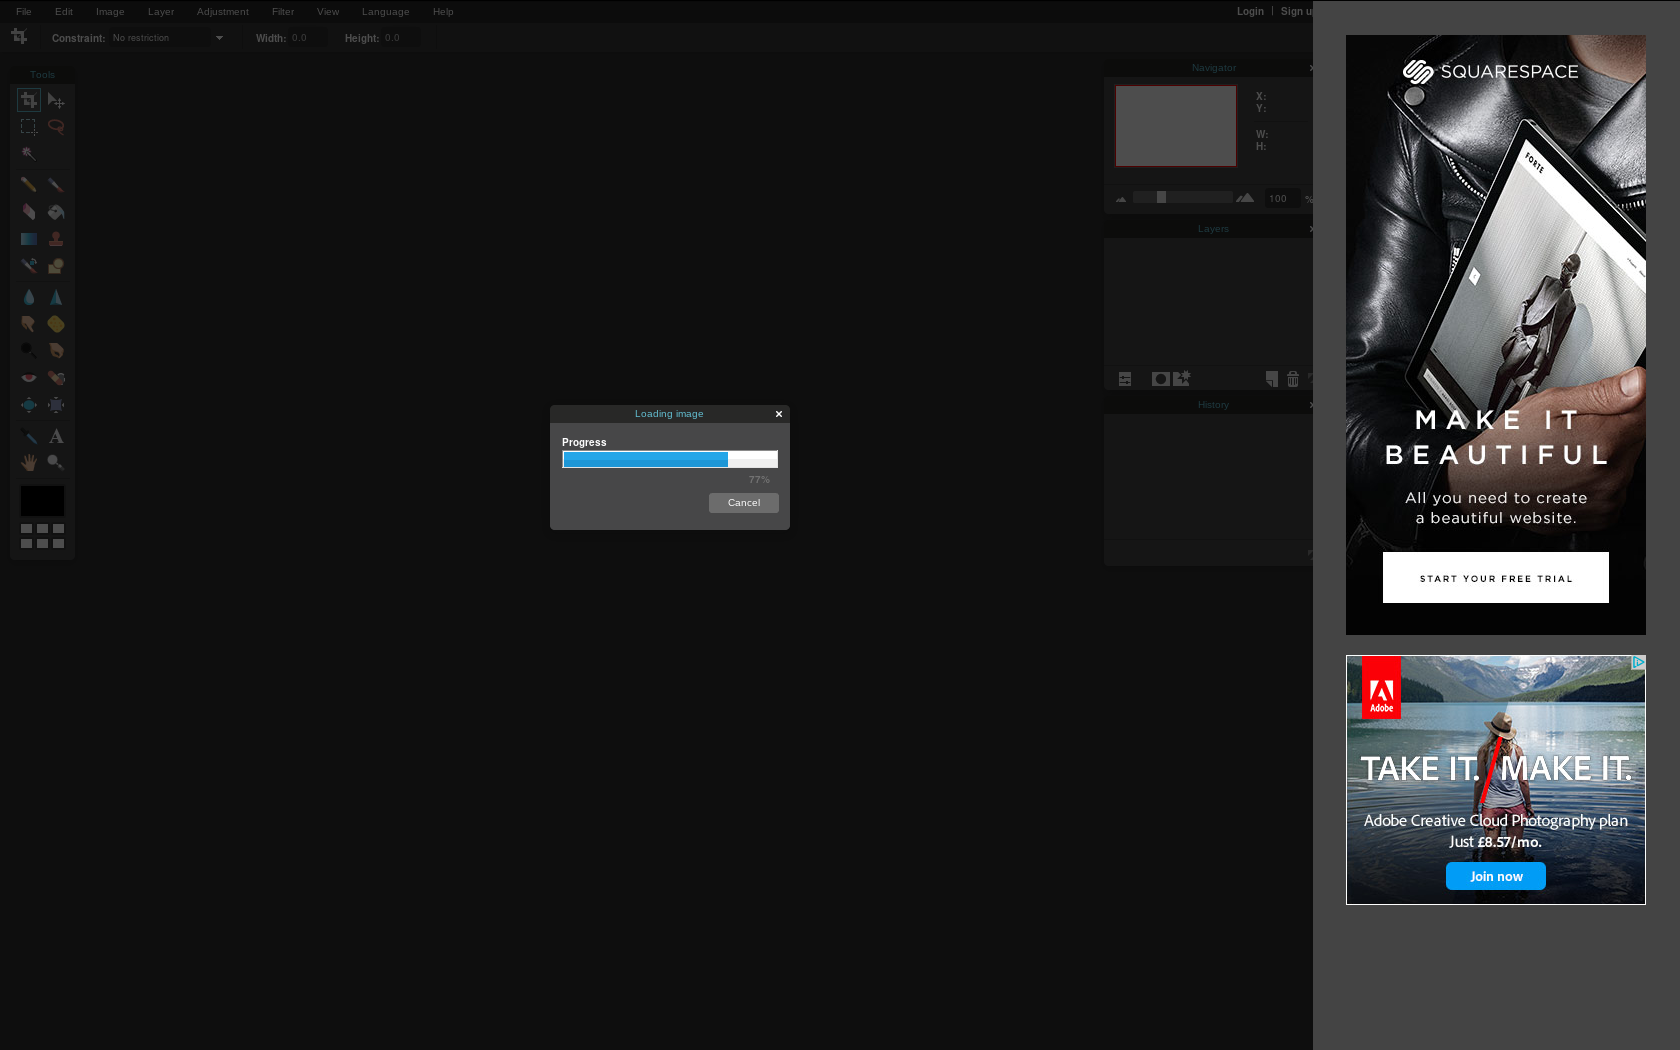 File Edit Image Layer Adjustment Filter View Language Help
Login | Sign u
Constraint: No restriction Width: 0.0 Height: 0.0
Tools
Navigator
X:
Y:
W:
H:
100 %
Layers
History
Loading image
Progress
77%
Cancel
SQUARESPACE
FORTE
MAKE IT
BEAUTIFUL
All you need to create
a beautiful website.
START YOUR FREE TRIAL
Adobe
TAKE IT. / MAKE IT.
Adobe Creative Cloud Photography plan
Just £8.57/mo.
Join now